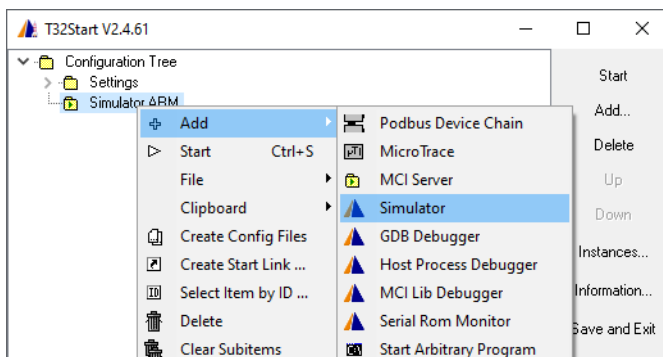 T32Start V2.4.61
Configuration Tree
Settings
Simulator ARM
Start
Add...
Delete
Up
Down
Instances...
Information...
Save and Exit
Add
Start Ctrl+S
File
Clipboard
Create Config Files
Create Start Link ...
Select Item by ID ...
Delete
Clear Subitems
Podbus Device Chain
MicroTrace
MCI Server
Simulator
GDB Debugger
Host Process Debugger
MCI Lib Debugger
Serial Rom Monitor
Start Arbitrary Program